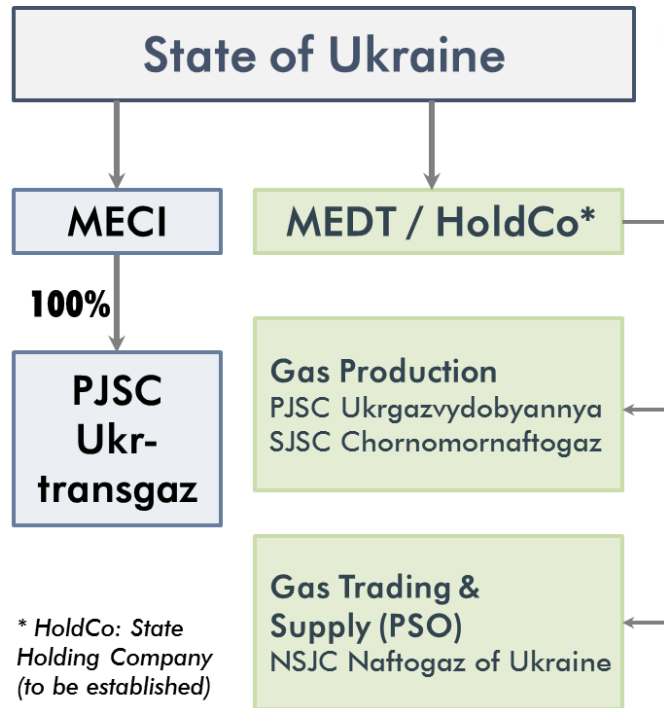 State of Ukraine
MECI
MEDT / HoldCo*
100%
PJSC
Ukr-
transgaz
Gas Production
PJSC Ukrgazvydobyannya
SJSC Chornomornaftogaz
Gas Trading &
Supply (PSO)
NSJC Naftogaz of Ukraine
* HoldCo: State
Holding Company
(to be established)